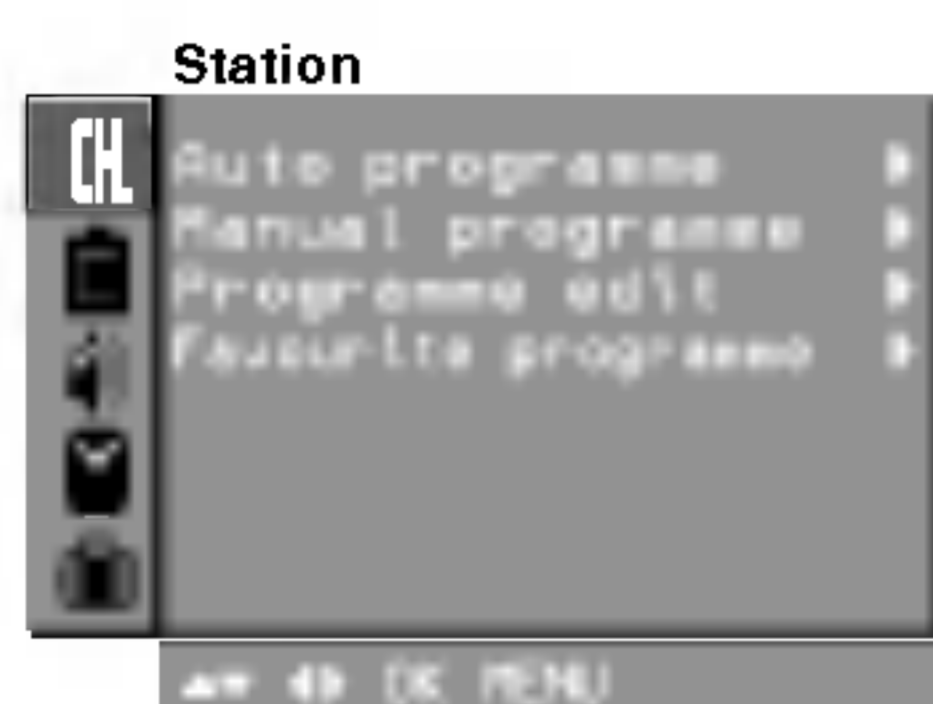 Station
CH
Auto programme
Manual programme
Programme edit
Favourite programme
OK MENU